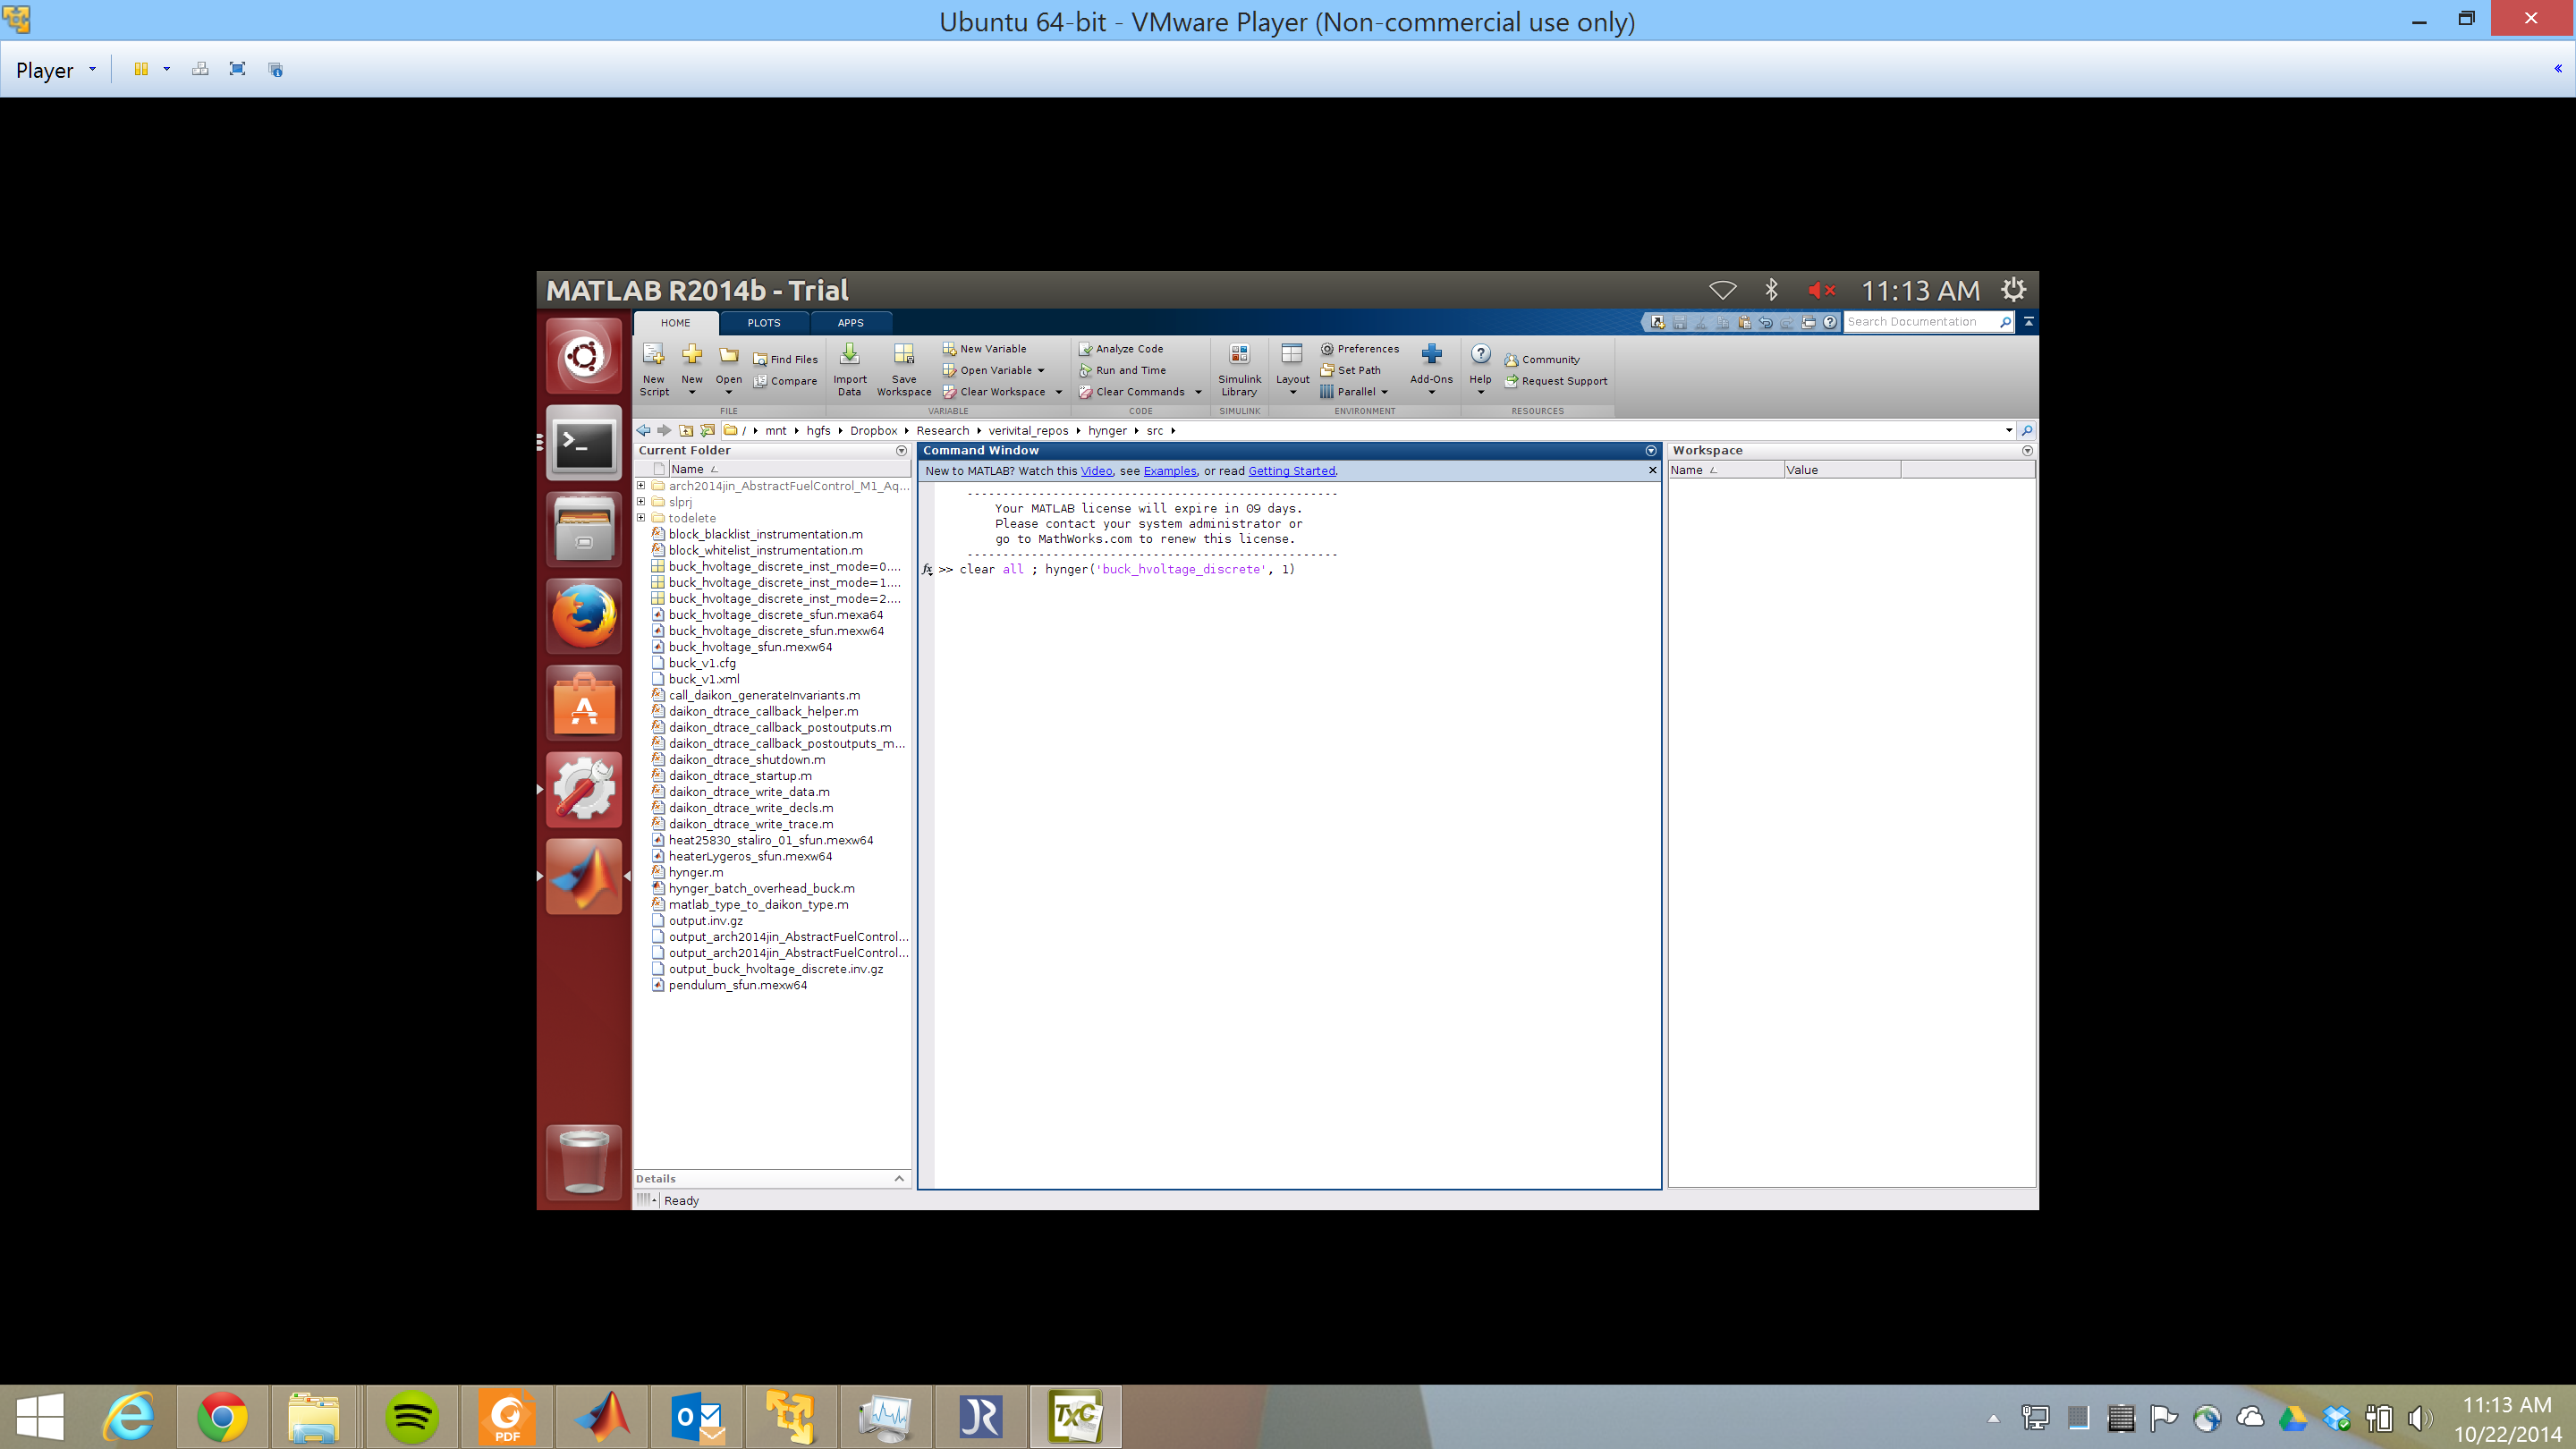 Ubuntu 64-bit - VMware Player (Non-commercial use only)
Player
MATLAB R2014b - Trial
11:13 AM
HOME PLOTS APPS
Search Documentation
New Script
New
Open
Find Files
Compare
Import Data
Save Workspace
New Variable
Open Variable
Clear Workspace
Analyze Code
Run and Time
Clear Commands
Simulink Library
Layout
Preferences
Set Path
Parallel
Add-Ons
Help
Community
Request Support
FILE VARIABLE CODE SIMULINK ENVIRONMENT RESOURCES
/ mnt hgfs Dropbox Research verivital_repos hynger src
Current Folder
Name
arch2014jin_AbstractFuelControl_M1_Aq...
slprj
todelete
block_blacklist_instrumentation.m
block_whitelist_instrumentation.m
buck_hvoltage_discrete_inst_mode=0....
buck_hvoltage_discrete_inst_mode=1....
buck_hvoltage_discrete_inst_mode=2....
buck_hvoltage_discrete_sfun.mexa64
buck_hvoltage_discrete_sfun.mexw64
buck_hvoltage_sfun.mexw64
buck_v1.cfg
buck_v1.xml
call_daikon_generateInvariants.m
daikon_dtrace_callback_helper.m
daikon_dtrace_callback_postoutputs.m
daikon_dtrace_callback_postoutputs_m...
daikon_dtrace_shutdown.m
daikon_dtrace_startup.m
daikon_dtrace_write_data.m
daikon_dtrace_write_decls.m
daikon_dtrace_write_trace.m
heat25830_staliro_01_sfun.mexw64
heaterLygeros_sfun.mexw64
hynger.m
hynger_batch_overhead_buck.m
matlab_type_to_daikon_type.m
output.inv.gz
output_arch2014jin_AbstractFuelControl...
output_arch2014jin_AbstractFuelControl...
output_buck_hvoltage_discrete.inv.gz
pendulum_sfun.mexw64
Details
Ready
Command Window
New to MATLAB? Watch this Video, see Examples, or read Getting Started.
----------------------------------------------------
Your MATLAB license will expire in 09 days.
Please contact your system administrator or
go to MathWorks.com to renew this license.
----------------------------------------------------
fx >> clear all ; hynger('buck_hvoltage_discrete', 1)
Workspace
Name Value
PDF
TXC
11:13 AM
10/22/2014